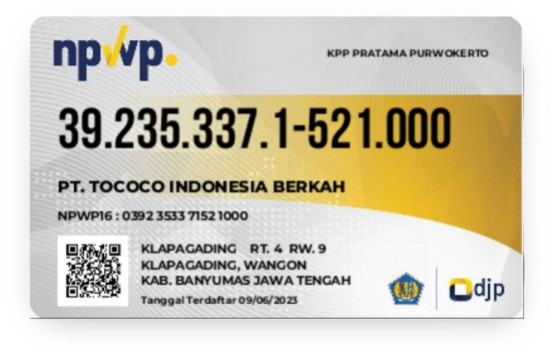 npwp.
KPP PRATAMA PURWOKERTO
39.235.337.1-521.000
PT. TOCOCO INDONESIA BERKAH
NPWP16 : 0392 3533 7152 1000
KLAPAGADING RT. 4 RW. 9
KLAPAGADING, WANGON
KAB. BANYUMAS JAWA TENGAH
Tanggal Terdaftar 09/06/2023
djp